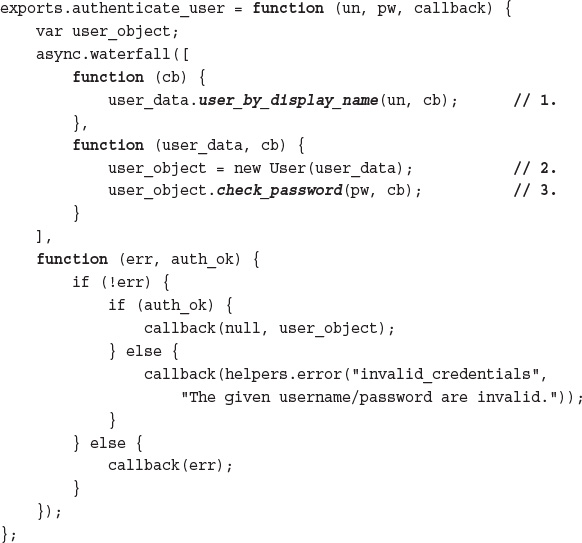 exports.authenticate_user = function (un, pw, callback) {
    var user_object;
    async.waterfall([
        function (cb) {
            user_data.user_by_display_name(un, cb);      // 1.
        },
        function (user_data, cb) {
            user_object = new User(user_data);           // 2.
            user_object.check_password(pw, cb);          // 3.
        }
    ],
    function (err, auth_ok) {
        if (!err) {
            if (auth_ok) {
                callback(null, user_object);
            } else {
                callback(helpers.error("invalid_credentials",
                    "The given username/password are invalid."));
            }
        } else {
            callback(err);
        }
    });
};